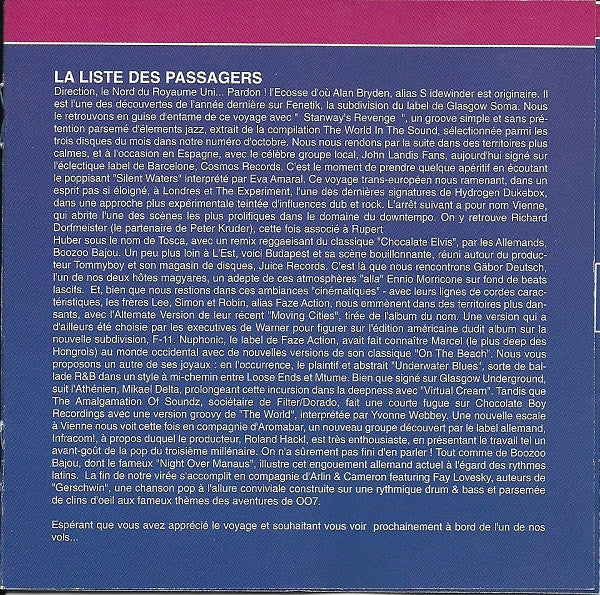 LA LISTE DES PASSAGERS
Direction, le Nord du Royaume Uni... Pardon ! l'Ecosse d'où Alan Bryden, alias S idewinder est originaire. Il
est l'une des découvertes de l'année dernière sur Fenetik, la subdivision du label de Glasgow Soma. Nous
le retrouvons en guise d'entame de ce voyage avec "  Stanway's Revenge  ", un groove simple et sans pré-
tention parsemé d'élements jazz, extrait de la compilation The World In The Sound, sélectionnée parmi les
trois disques du mois dans notre numéro d'octobre. Nous nous rendons par la suite dans des territoires plus
calmes, et à l'occasion en Espagne, avec le célèbre groupe local, John Landis Fans, aujourd'hui signé sur
l'éclectique label de Barcelone, Cosmos Records. C'est le moment de prendre quelque apéritif en écoutant
le poppisant "Silent Waters" interprété par Eva Amaral. Ce voyage trans-européen nous ramenant, dans un
esprit pas si éloigné, à Londres et The Experiment, l'une des dernières signatures de Hydrogen Dukebox,
dans une approche plus expérimentale teintée d'influences dub et rock. L'arrêt suivant a pour nom Vienne,
qui abrite l'une des scènes les plus prolifiques dans le domaine du downtempo. On y retrouve Richard
Dorfmeister (le partenaire de Peter Kruder), cette fois associé à Rupert
Huber sous le nom de Tosca, avec un remix reggaeisant du classique "Chocalate Elvis", par les Allemands,
Boozoo Bajou. Un peu plus loin à L'Est, voici Budapest et sa scène bouillonnante, réuni autour du produc-
teur Tommyboy et son magasin de disques, Juice Records. C'est là que nous rencontrons Gäbor Deutsch,
l'un de nos deux hôtes magyares, un adepte de ces atmosphères "alla" Ennio Morricone sur fond de beats
lascifs.  Et, bien que nous restions dans ces ambiances "cinématiques" - avec leurs lignes de cordes carac-
téristiques, les frères Lee, Simon et Robin, alias Faze Action, nous emmènent dans des territoires plus dan-
sants, avec l'Alternate Version de leur récent "Moving Cities", tirée de l'album du nom. Une version qui a
d'ailleurs été choisie par les executives de Warner pour figurer sur l'édition américaine dudit album sur la
nouvelle subdivision, F-11. Nuphonic, le label de Faze Action, avait fait connaître Marcel (le plus deep des
Hongrois) au monde occidental avec de nouvelles versions de son classique "On The Beach". Nous vous
proposons un autre de ses joyaux : en l'occurrence, le plaintif et abstrait "Underwater Blues", sorte de bal-
lade R&B dans un style à mi-chemin entre Loose Ends et Mtume. Bien que signé sur Glasgow Underground,
suit l'Athénien, Mikael Delta, prolongeant cette incursion dans la deepness avec "Virtual Cream". Tandis que
The Amalgamation Of Soundz, sociétaire de Filter/Dorado, fait une courte fugue sur Chocolate Boy
Recordings avec une version groovy de "The World", interprétée par Yvonne Webbey. Une nouvelle escale
à Vienne nous voit cette fois en compagnie d'Aromabar, un nouveau groupe découvert par le label allemand,
Infracom!, à propos duquel le producteur, Roland Hackl, est très enthousiaste, en présentant le travail tel un
avant-goût de la pop du troisième millénaire. On n'a sûrement pas fini d'en parler ! Tout comme de Boozoo
Bajou, dont le fameux "Night Over Manaus", illustre cet engouement allemand actuel à l'égard des rythmes
latins.  La fin de notre virée s'accomplit en compagnie d'Arlin & Cameron featuring Fay Lovesky, auteurs de
"Gerschwin", une chanson pop à l'allure conviviale construite sur une rythmique drum & bass et parsemée
de clins d'oeil aux fameux thèmes des aventures de OO7.
Espérant que vous avez apprécié le voyage et souhaitant vous voir  prochainement à bord de l'un de nos
vols...